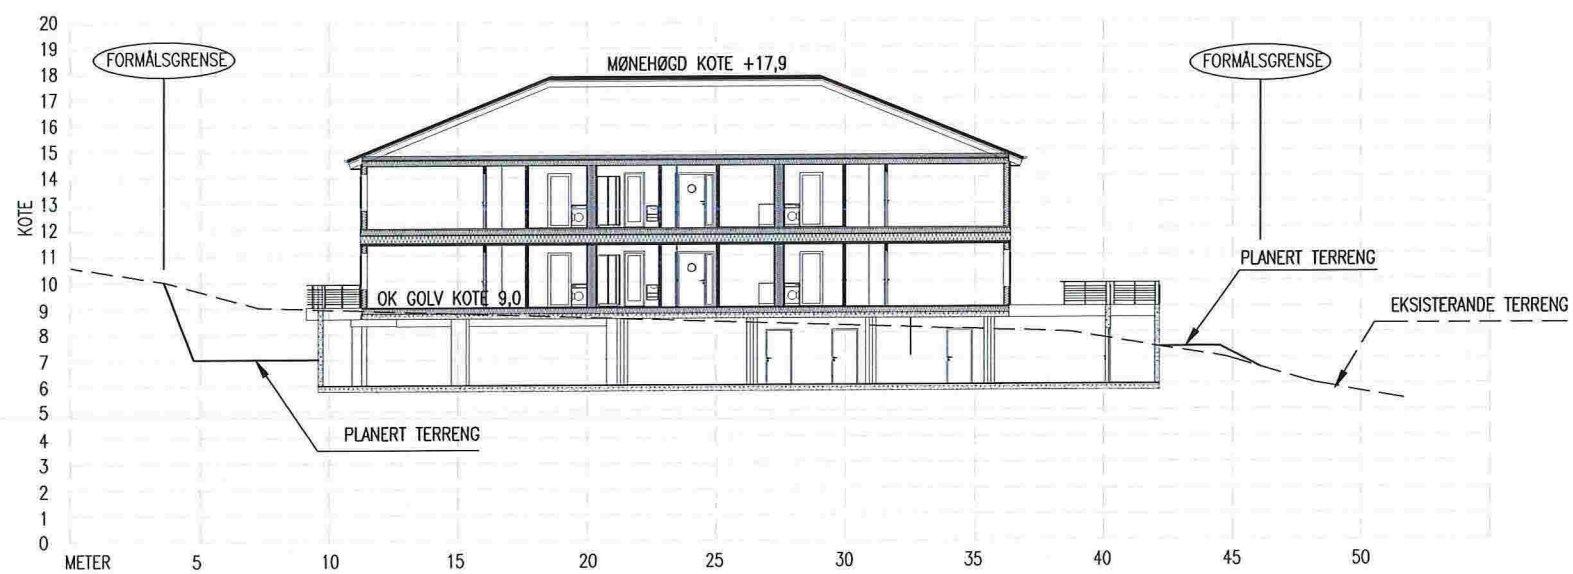 20
19
18
17
16
15
14
13
12
11
10
9
8
7
6
5
4
3
2
1
0
KOTE
FORMÅLSGRENSE
MØNEHØGD KOTE +17,9
FORMÅLSGRENSE
PLANERT TERRENG
OK GOLV KOTE 9,0
EKSISTERANDE TERRENG
PLANERT TERRENG
METER 5 10 15 20 25 30 35 40 45 50